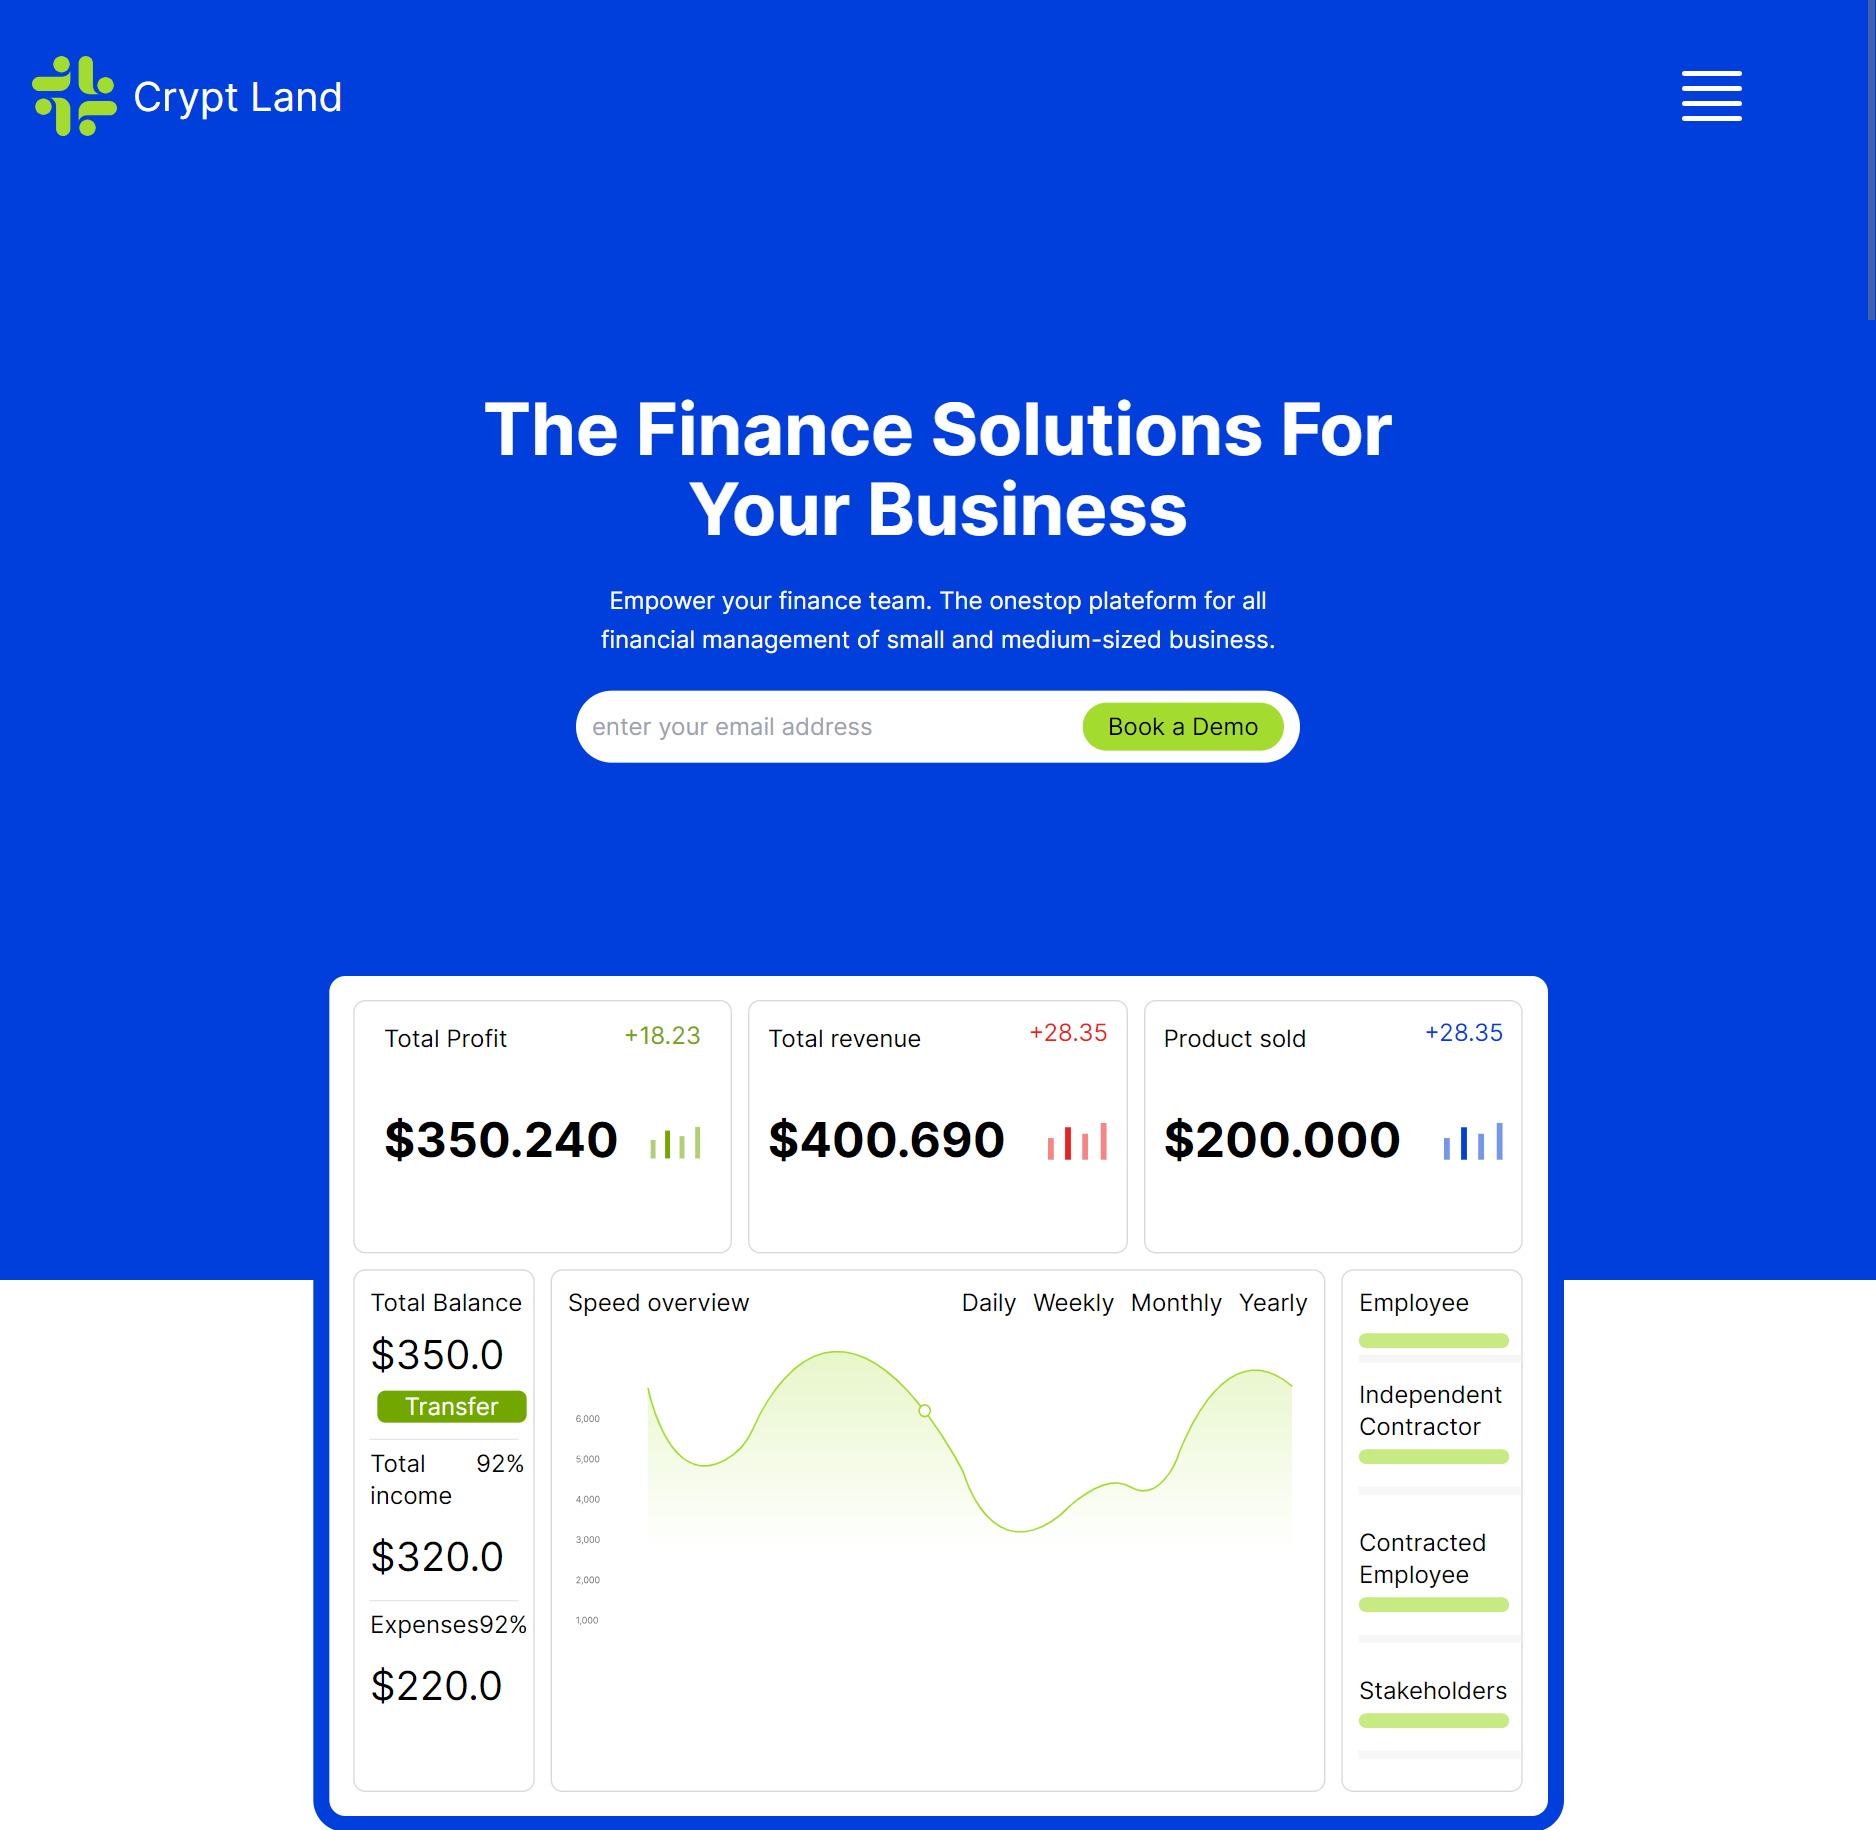 Crypt Land
The Finance Solutions For
Your Business
Empower your finance team. The onestop plateform for all
financial management of small and medium-sized business.
enter your email address
Book a Demo
Total Profit
+18.23
$350.240
Total revenue
+28.35
$400.690
Product sold
+28.35
$200.000
Total Balance
$350.0
Transfer
Total 92%
income
$320.0
Expenses92%
$220.0
Speed overview
Daily Weekly Monthly Yearly
6,000
5,000
4,000
3,000
2,000
1,000
Employee
Independent
Contractor
Contracted
Employee
Stakeholders